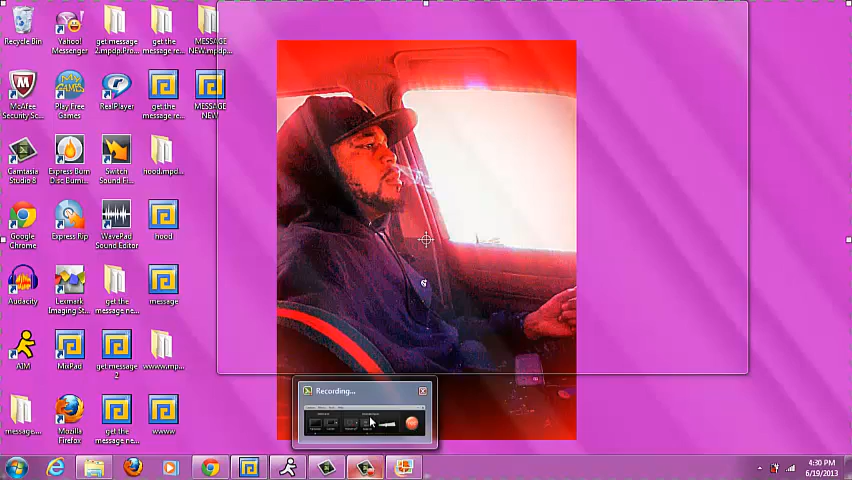 Recycle Bin
Yahoo! Messenger
get message 2.mpdp.Pro...
get the message re...
MESSAGE NEW.mpdp...
McAfee Security Sc...
Play Free Games
RealPlayer
get.the message re...
MESSAGE NEW
Camtasia Studio 8
Express Burn Disc Burni...
Switch Sound Fi...
hood.mpd...
Google Chrome
Express Rip
WavePad Sound Editor
hood
Audacity
Lexmark Imaging St...
get the message ne...
message
AIM
MixPad
get message 2
www.mp...
message....
Mozilla Firefox
get the message ne...
wwww
Recording...
4:30 PM
6/19/2013